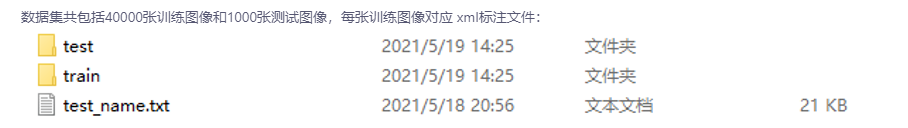 数据集共包括40000张训练图像和1000张测试图像，每张训练图像对应 xml标注文件：
test 2021/5/19 14:25 文件夹
train 2021/5/19 14:25 文件夹
test_name.txt 2021/5/18 20:56 文本文档 21 KB